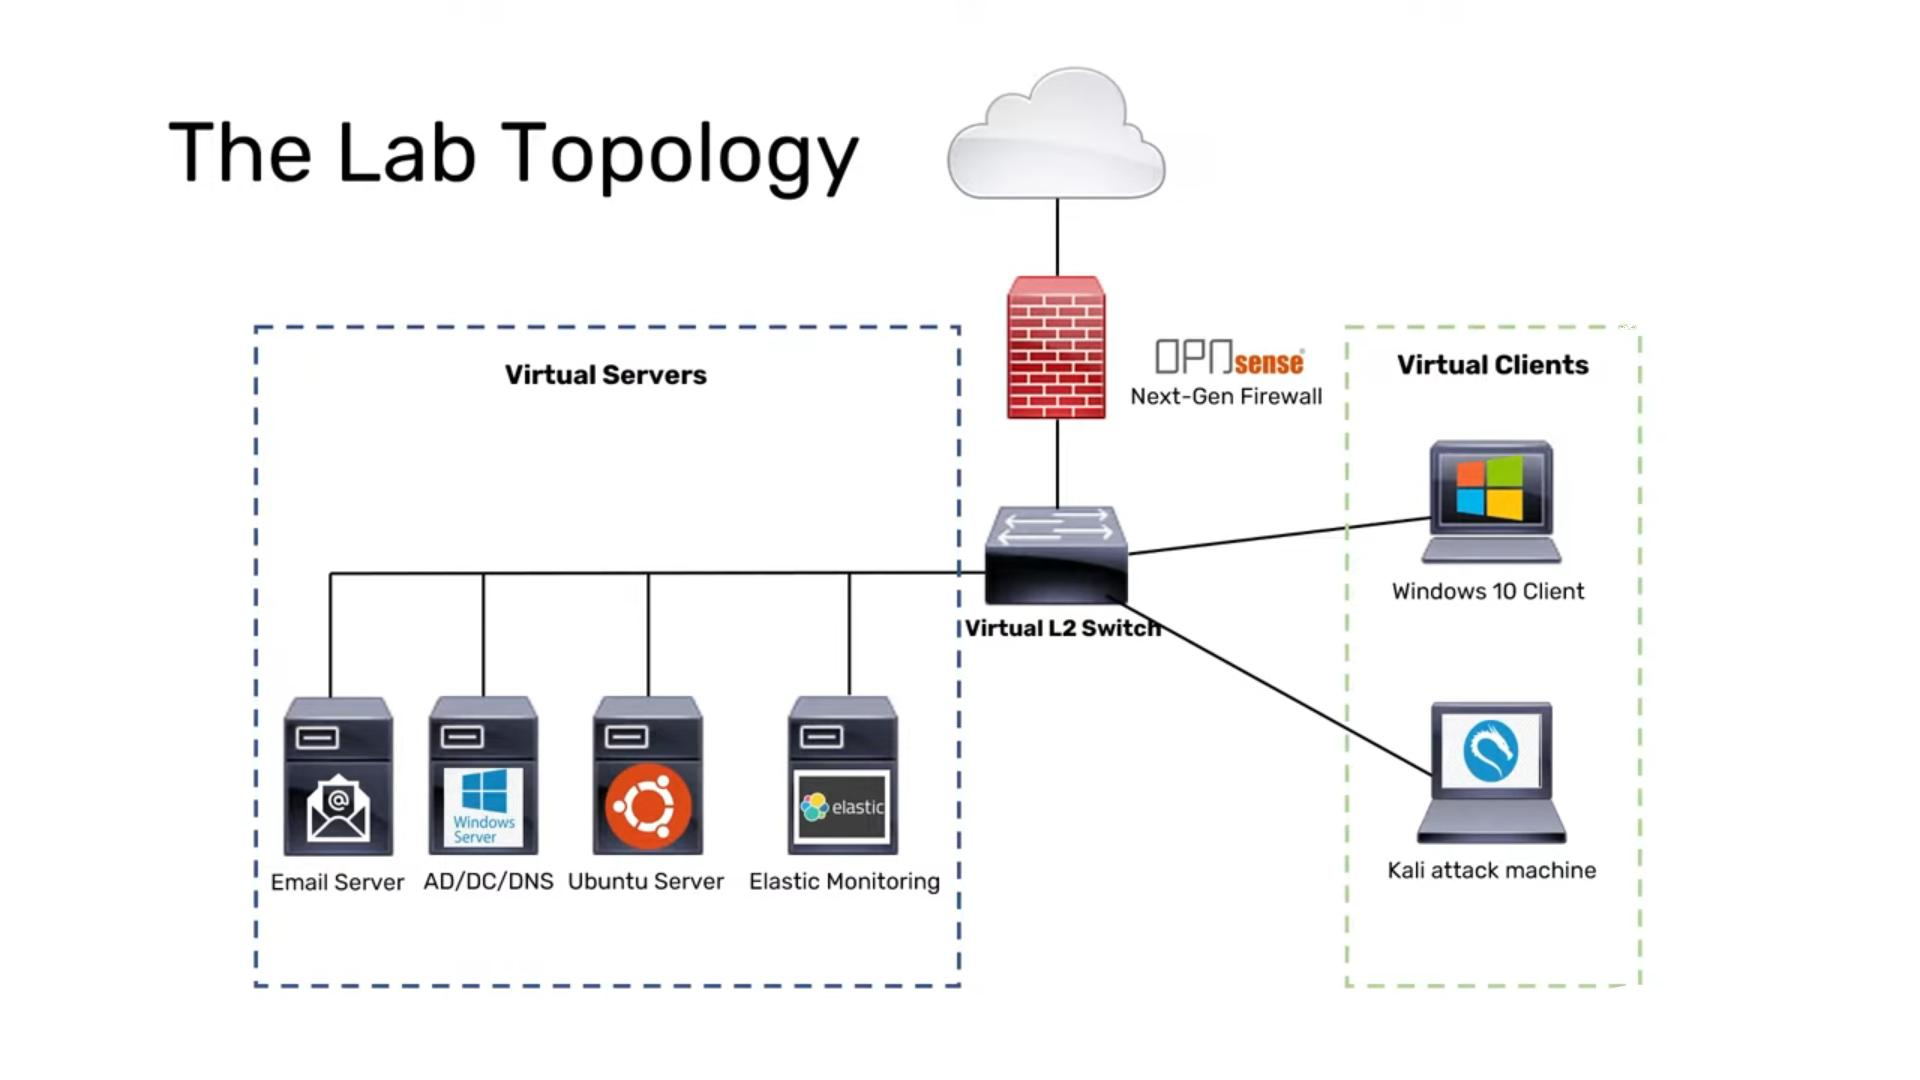 The Lab Topology
OPNsense
Next-Gen Firewall
Virtual Servers
Virtual Clients
Windows 10 Client
Virtual L2 Switch
Windows
Server
elastic
Email Server
AD/DC/DNS
Ubuntu Server
Elastic Monitoring
Kali attack machine